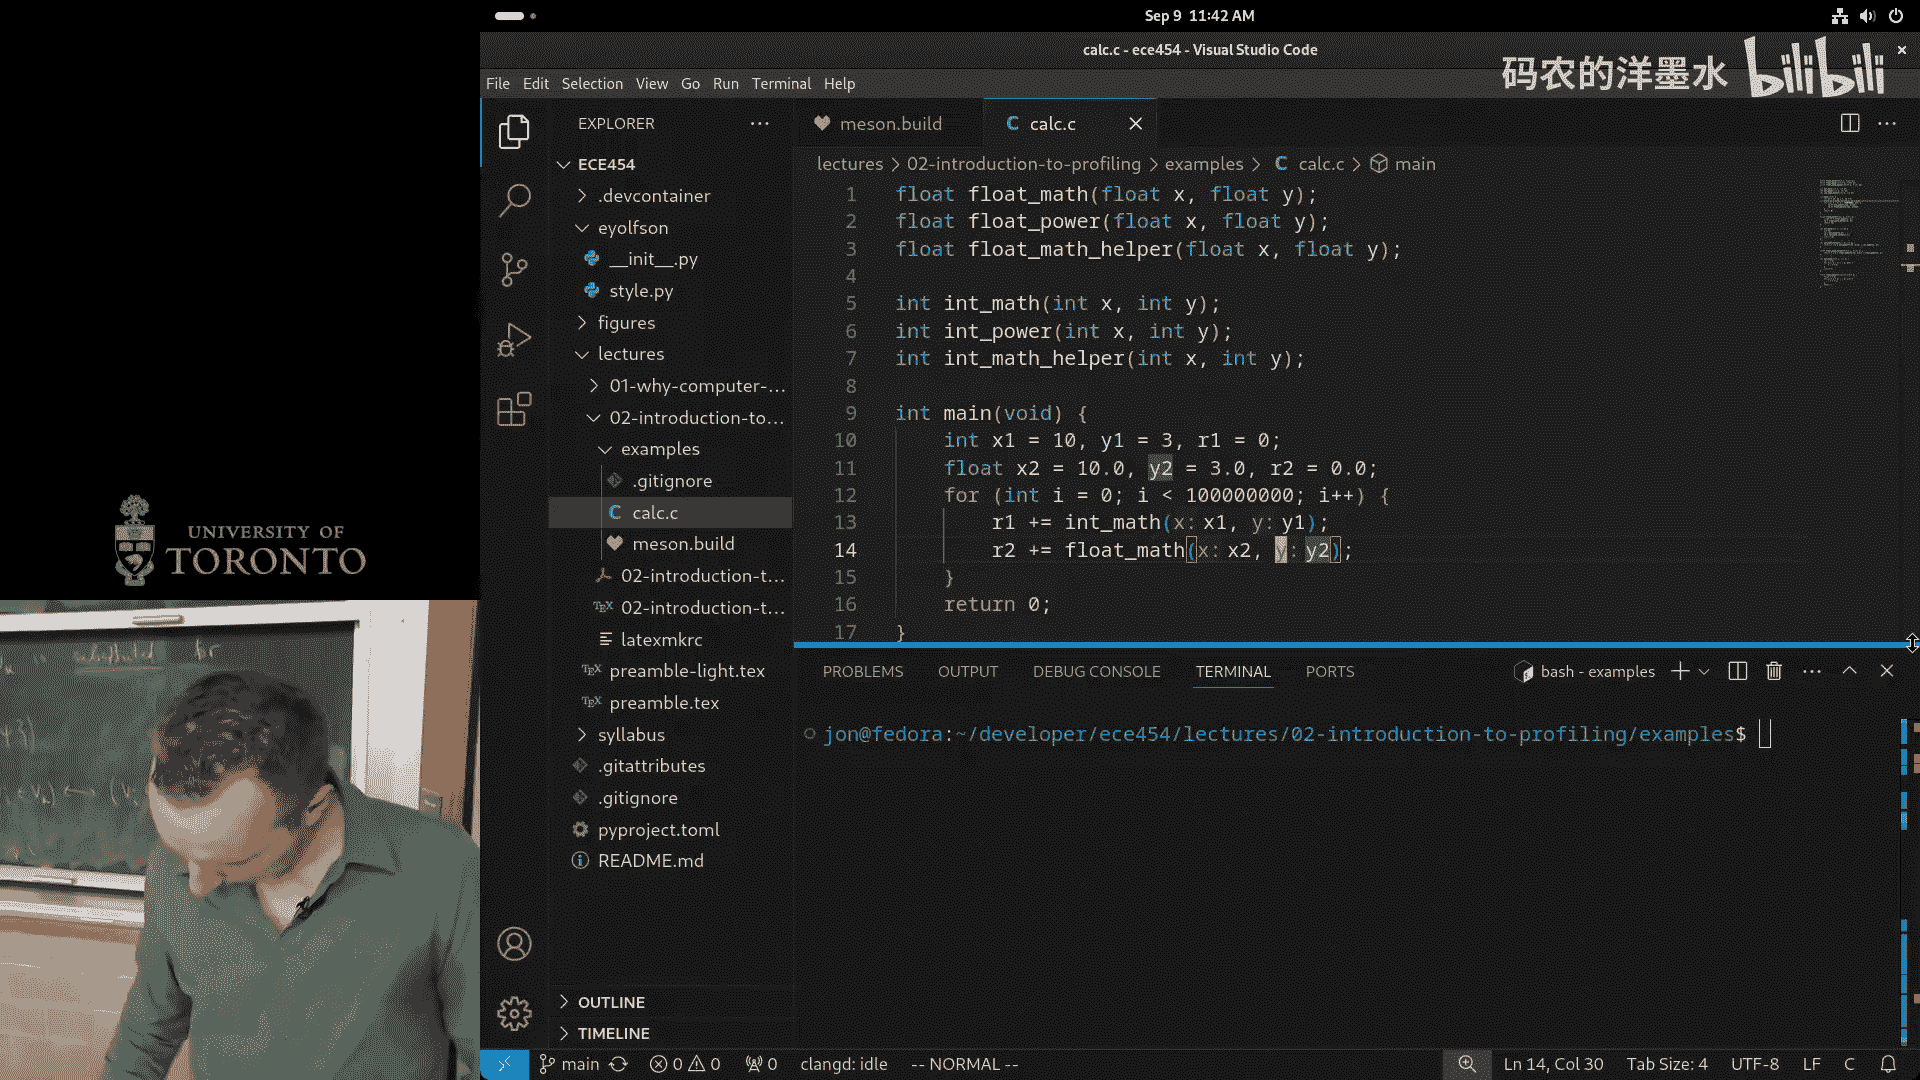 Sep 9 11:42 AM
calc.c - ece454 - Visual Studio Code
码农的洋墨水 bilibili
File Edit Selection View Go Run Terminal Help
EXPLORER
meson.build
calc.c
ECE454
lectures > 02-introduction-to-profiling > examples > C calc.c > main
.devcontainer
eyolfson
__init__.py
style.py
figures
lectures
01-why-computer-...
02-introduction-to...
examples
.gitignore
C calc.c
meson.build
02-introduction-t...
02-introduction-t...
latexmkrc
preamble-light.tex
preamble.tex
syllabus
.gitattributes
.gitignore
pyproject.toml
README.md
OUTLINE
TIMELINE
1 float float_math(float x, float y);
2 float float_power(float x, float y);
3 float float_math_helper(float x, float y);
4
5 int int_math(int x, int y);
6 int int_power(int x, int y);
7 int int_math_helper(int x, int y);
8
9 int main(void) {
10 int x1 = 10, y1 = 3, r1 = 0;
11 float x2 = 10.0, y2 = 3.0, r2 = 0.0;
12 for (int i = 0; i < 100000000; i++) {
13 r1 += int_math(x: x1, y: y1);
14 r2 += float_math(x: x2, y: y2);
15 }
16 return 0;
17 }
PROBLEMS OUTPUT DEBUG CONSOLE TERMINAL PORTS
bash - examples
jon@fedora:~/developer/ece454/lectures/02-introduction-to-profiling/examples$
UNIVERSITY OF
TORONTO
main 0 0 0 clangd: idle -- NORMAL --
Ln 14, Col 30 Tab Size: 4 UTF-8 LF C